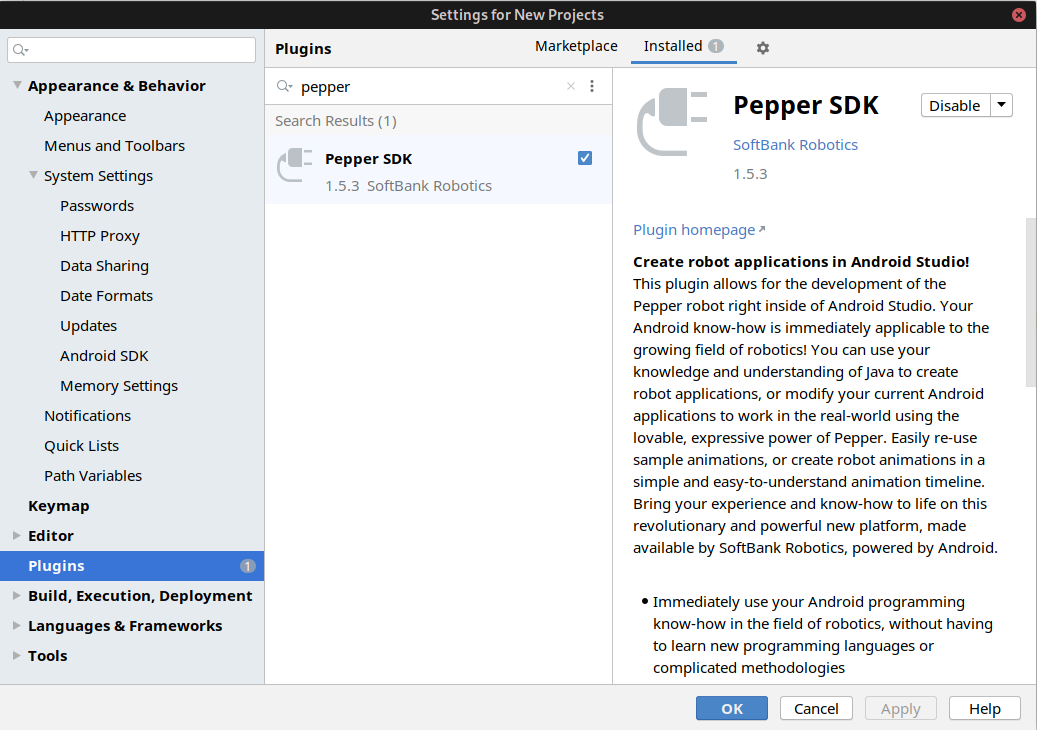 Settings for New Projects
Appearance & Behavior
Appearance
Menus and Toolbars
System Settings
Passwords
HTTP Proxy
Data Sharing
Date Formats
Updates
Android SDK
Memory Settings
Notifications
Quick Lists
Path Variables
Keymap
Editor
Plugins 1
Build, Execution, Deployment
Languages & Frameworks
Tools
Plugins
Marketplace
Installed 1
pepper
Search Results (1)
Pepper SDK
1.5.3 SoftBank Robotics
Pepper SDK
Disable
SoftBank Robotics
1.5.3
Plugin homepage
Create robot applications in Android Studio!
This plugin allows for the development of the
Pepper robot right inside of Android Studio. Your
Android know-how is immediately applicable to the
growing field of robotics! You can use your
knowledge and understanding of Java to create
robot applications, or modify your current Android
applications to work in the real-world using the
lovable, expressive power of Pepper. Easily re-use
sample animations, or create robot animations in a
simple and easy-to-understand animation timeline.
Bring your experience and know-how to life on this
revolutionary and powerful new platform, made
available by SoftBank Robotics, powered by Android.
• Immediately use your Android programming
know-how in the field of robotics, without having
to learn new programming languages or
complicated methodologies
OK
Cancel
Apply
Help